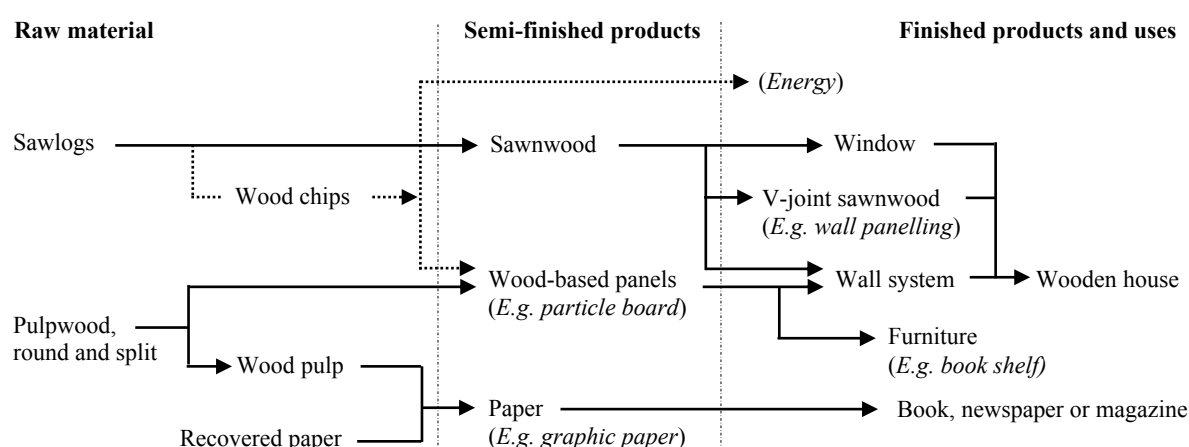 Raw material Semi-finished products Finished products and uses
(Energy)
Sawlogs Sawnwood Window
Wood chips V-joint sawnwood
(E.g. wall panelling)
Wood-based panels Wall system Wooden house
(E.g. particle board)
Pulpwood,
round and split Furniture
Wood pulp (E.g. book shelf)
Paper Book, newspaper or magazine
Recovered paper (E.g. graphic paper)